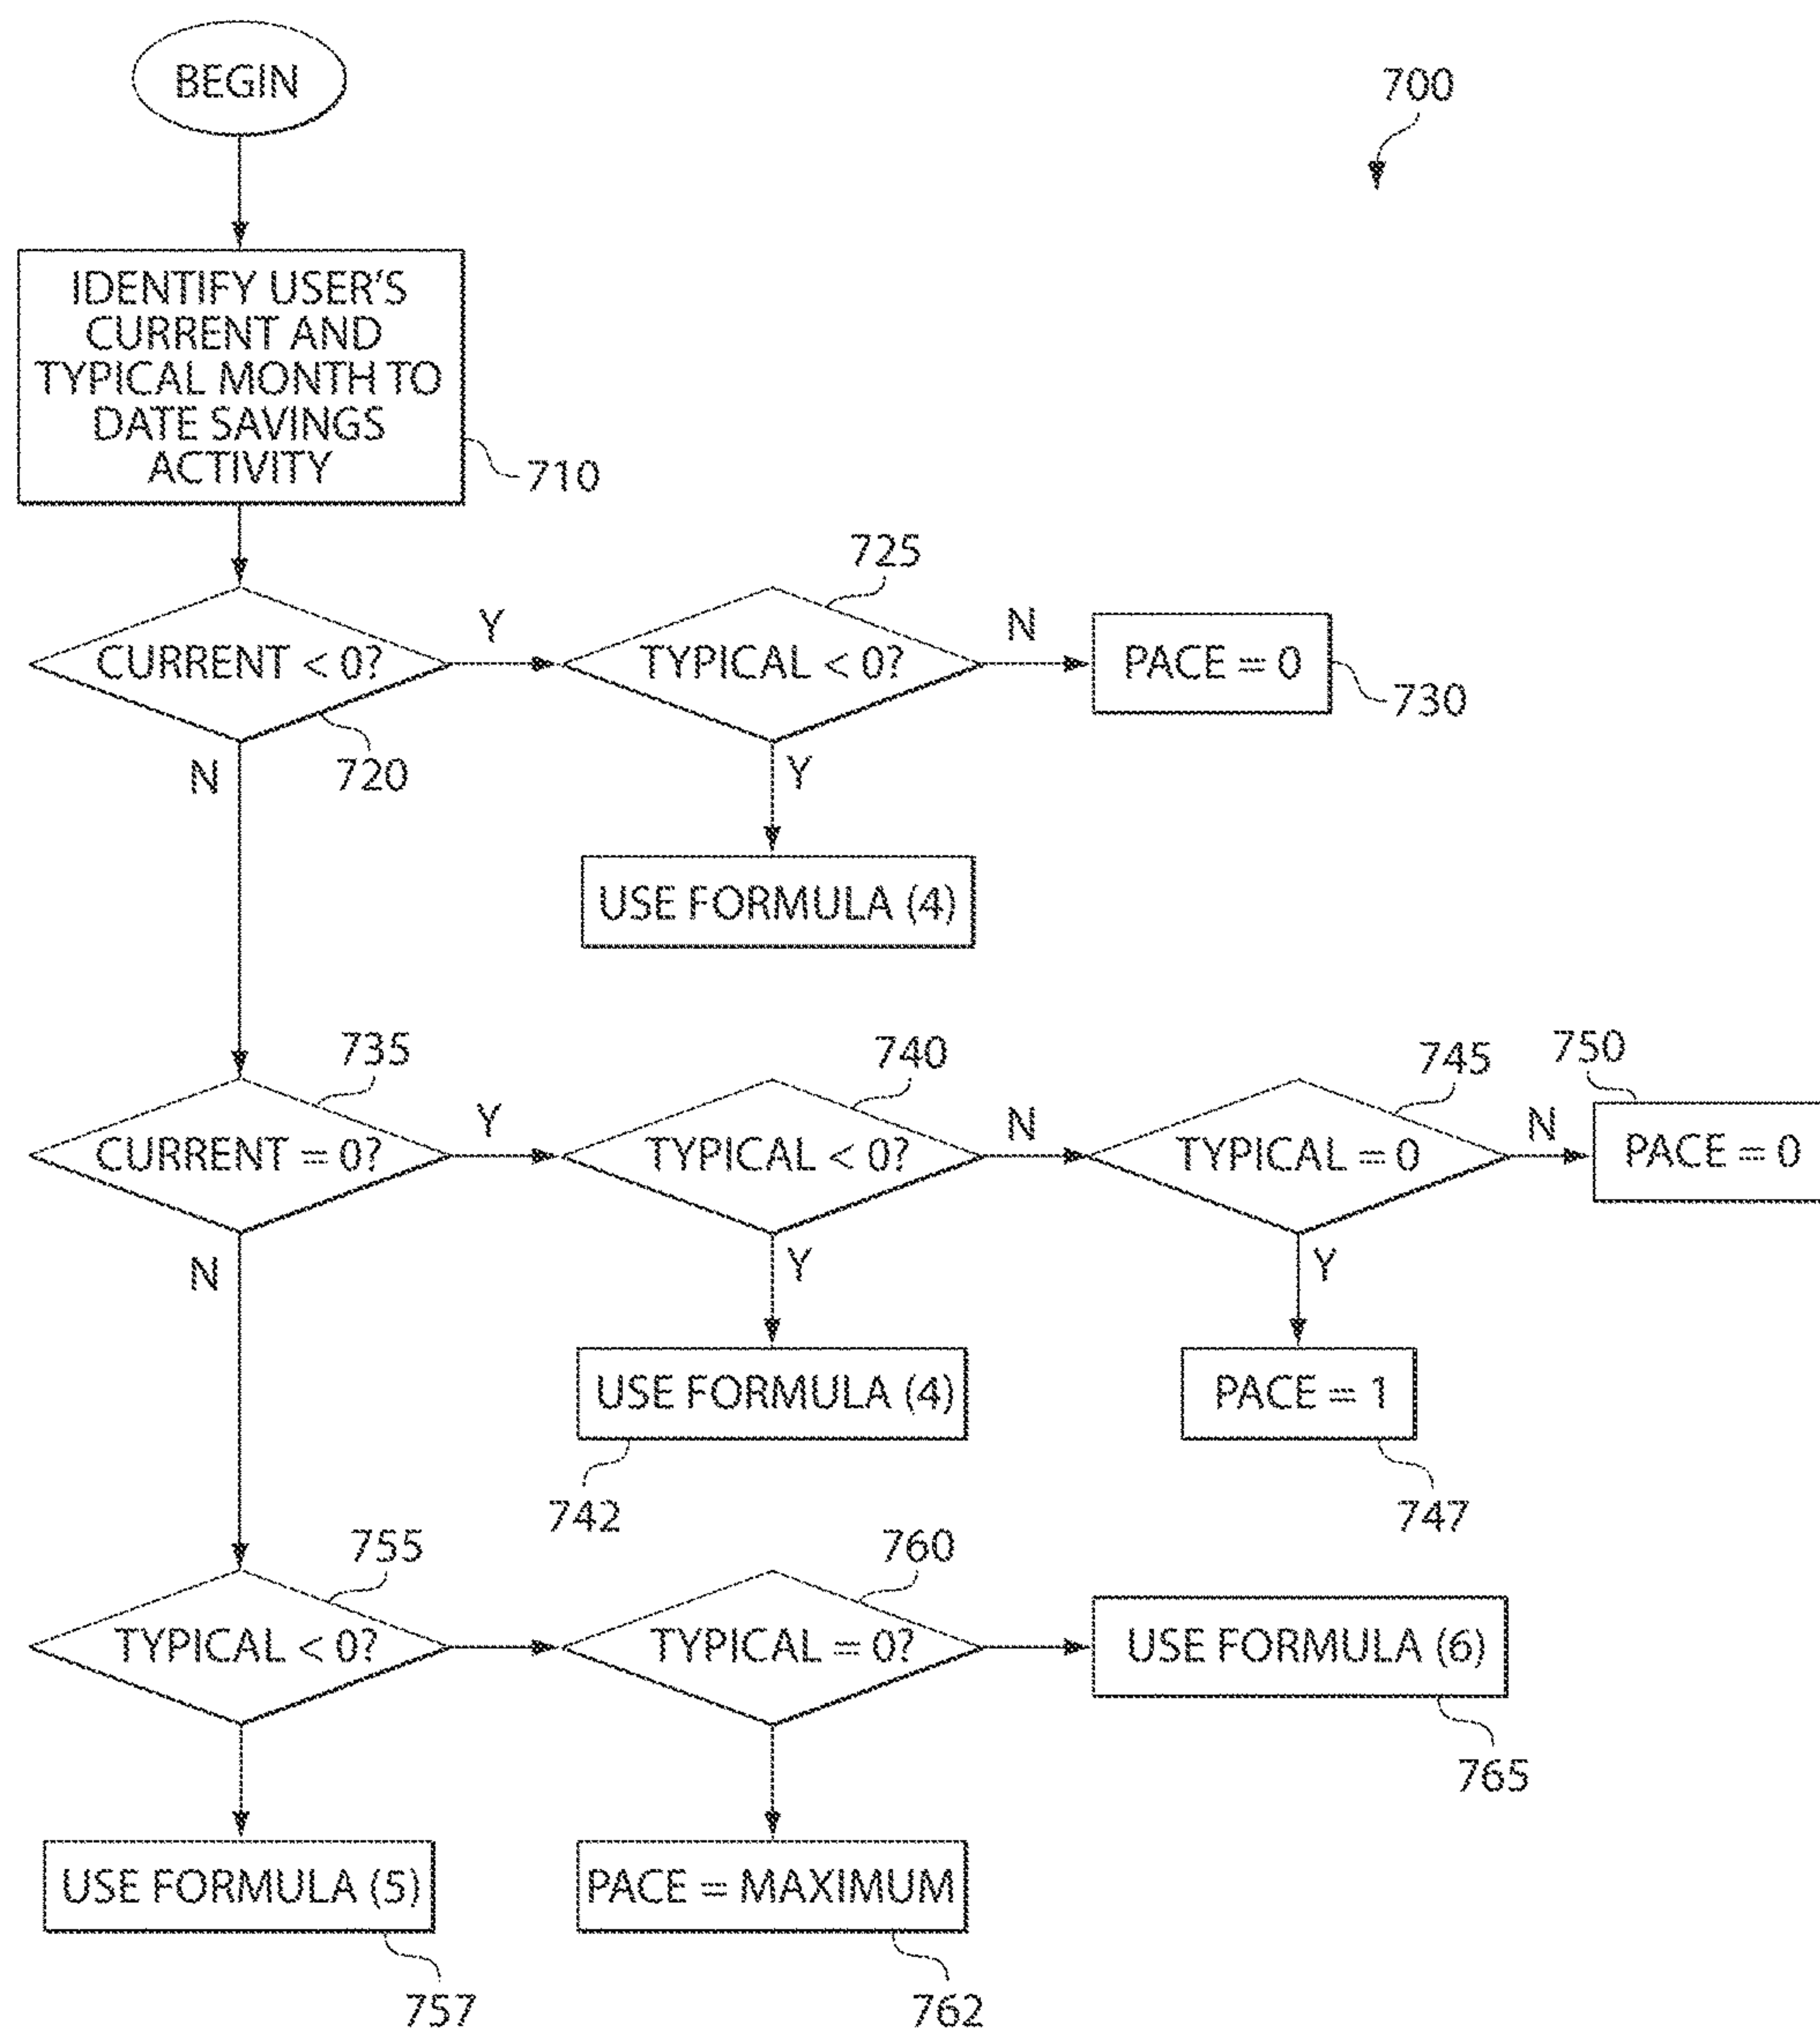 BEGIN
700
IDENTIFY USER'S
CURRENT AND
TYPICAL MONTH TO
DATE SAVINGS
ACTIVITY
710
725
CURRENT < 0?
Y
TYPICAL < 0?
N
PACE = 0
730
720
N
Y
USE FORMULA (4)
735
740
745
750
CURRENT = 0?
Y
TYPICAL < 0?
N
TYPICAL = 0
N
PACE = 0
N
Y
Y
USE FORMULA (4)
PACE = 1
742
747
755
760
TYPICAL < 0?
TYPICAL = 0?
USE FORMULA (6)
765
USE FORMULA (5)
PACE = MAXIMUM
757
762